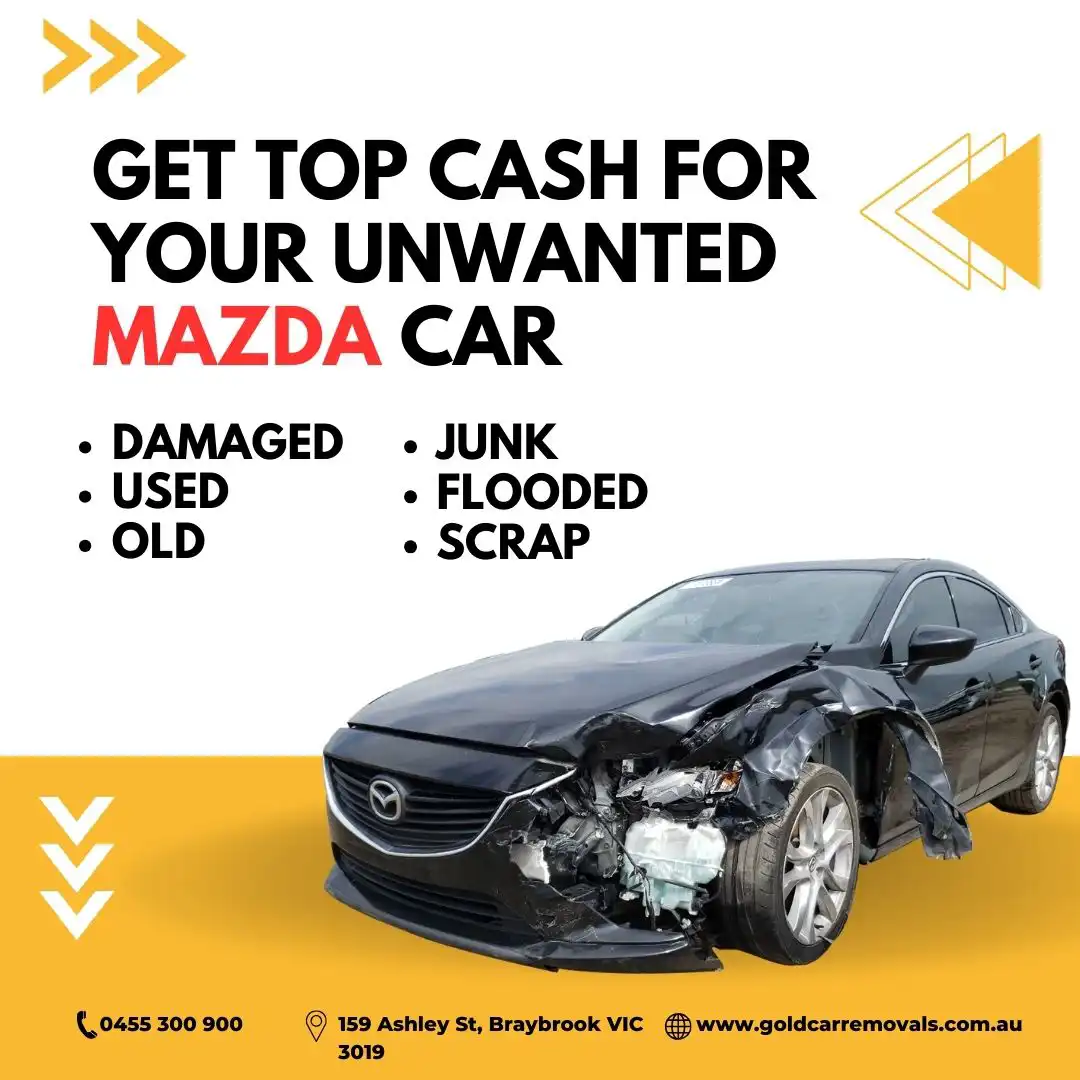 GET TOP CASH FOR
YOUR UNWANTED
MAZDA CAR
• DAMAGED
• USED
• OLD
• JUNK
• FLOODED
• SCRAP
0455 300 900
159 Ashley St, Braybrook VIC
3019
www.goldcarremovals.com.au